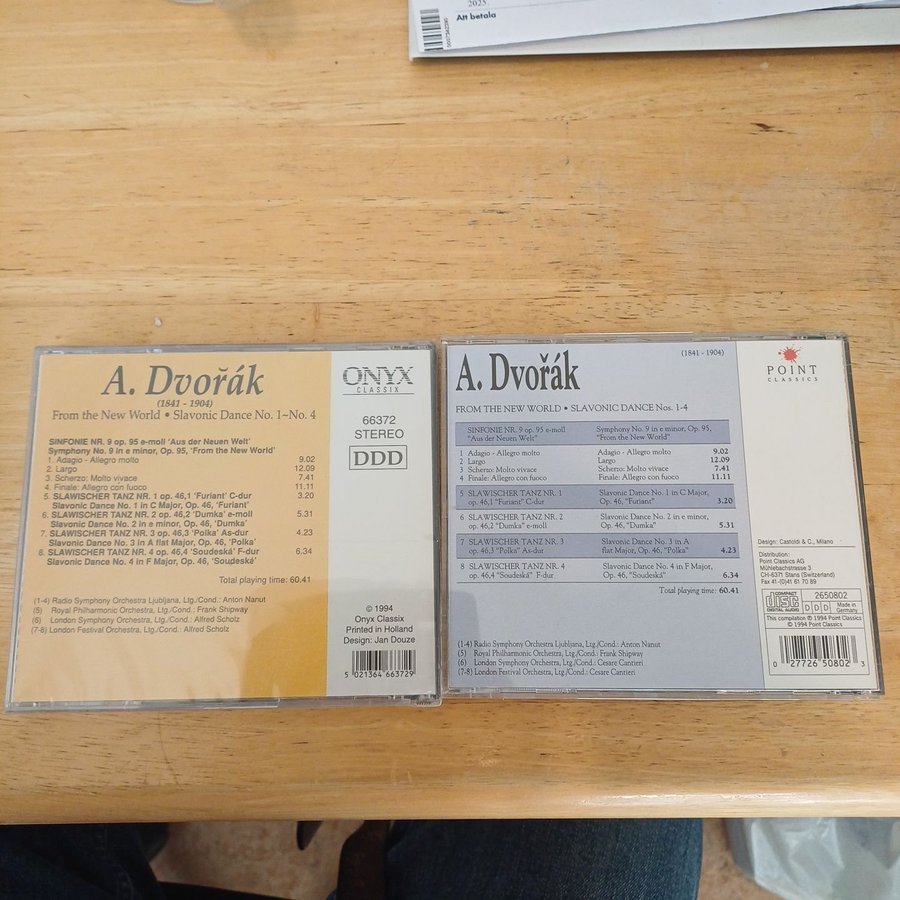 2025
Att betala
A. Dvořák
(1841 - 1904)
From the New World • Slavonic Dance No. 1~No. 4
SINFONIE NR. 9 op. 95 e-moll 'Aus der Neuen Welt'
Symphony No. 9 in e minor, Op. 95, 'From the New World'
1. Adagio - Allegro molto 9.02
2. Largo 12.09
3. Scherzo: Molto vivace 7.41
4. Finale: Allegro con fuoco 11.11
5. SLAWISCHER TANZ NR. 1 op. 46,1 'Furiant' C-dur 3.20
Slavonic Dance No. 1 in C Major, Op. 46, 'Furiant'
6. SLAWISCHER TANZ NR. 2 op. 46,2 'Dumka' e-moll 5.31
Slavonic Dance No. 2 in e minor, Op. 46, 'Dumka'
7. SLAWISCHER TANZ NR. 3 op. 46,3 'Polka' As-dur 4.23
Slavonic Dance No. 3 in A flat Major, Op. 46, 'Polka'
8. SLAWISCHER TANZ NR. 4 op. 46,4 'Soudeská' F-dur 6.34
Slavonic Dance No. 4 in F Major, Op. 46, 'Soudeská'
Total playing time: 60.41
(1-4) Radio Symphony Orchestra Ljubljana, Ltg./Cond.: Anton Nanut
(5) Royal Philharmonic Orchestra, Ltg./Cond.: Frank Shipway
(6) London Symphony Orchestra, Ltg./Cond.: Alfred Scholz
(7-8) London Festival Orchestra, Ltg./Cond.: Alfred Scholz
ONYX
CLASSIX
66372
STEREO
DDD
© 1994
Onyx Classix
Printed in Holland
Design: Jan Douze
5 021364 663729
A. Dvořák
(1841 - 1904)
FROM THE NEW WORLD • SLAVONIC DANCE Nos. 1-4
SINFONIE NR. 9 op. 95 e-moll Symphony No. 9 in e minor, Op. 95,
"Aus der Neuen Welt" "From the New World"
1 Adagio - Allegro molto Adagio - Allegro molto 9.02
2 Largo Largo 12.09
3 Scherzo: Molto vivace Scherzo: Molto vivace 7.41
4 Finale: Allegro con fuoco Finale: Allegro con fuoco 11.11
5 SLAWISCHER TANZ NR. 1 Slavonic Dance No. 1 in C Major,
op. 46,1 "Furiant" C-dur Op. 46, "Furiant" 3.20
6 SLAWISCHER TANZ NR. 2 Slavonic Dance No. 2 in e minor,
op. 46,2 "Dumka" e-moll Op. 46, "Dumka" 5.31
7 SLAWISCHER TANZ NR. 3 Slavonic Dance No. 3 in A
op. 46,3 "Polka" As-dur flat Major, Op. 46, "Polka" 4.23
8 SLAWISCHER TANZ NR. 4 Slavonic Dance No. 4 in F Major,
op. 46,4 "Soudeská" F-dur Op. 46, "Soudeská" 6.34
Total playing time: 60.41
(1-4) Radio Symphony Orchestra Ljubljana, Ltg./Cond.: Anton Nanut
(5) Royal Philharmonic Orchestra, Ltg./Cond.: Frank Shipway
(6) London Symphony Orchestra, Ltg./Cond.: Cesare Cantieri
(7-8) London Festival Orchestra, Ltg./Cond.: Cesare Cantieri
POINT
CLASSICS
Design: Castoldi & C., Milano
Distribution:
Point Classics AG
Mühlebachstrasse 3
CH-6371 Stans (Switzerland)
Fax 41-(0)41 61 70 89
COMPACT
disc
DIGITAL AUDIO
2650802
DDD
Made in
Germany
This compilation ℗ 1994 Point Classics
© 1994 Point Classics
0 27726 50802 3